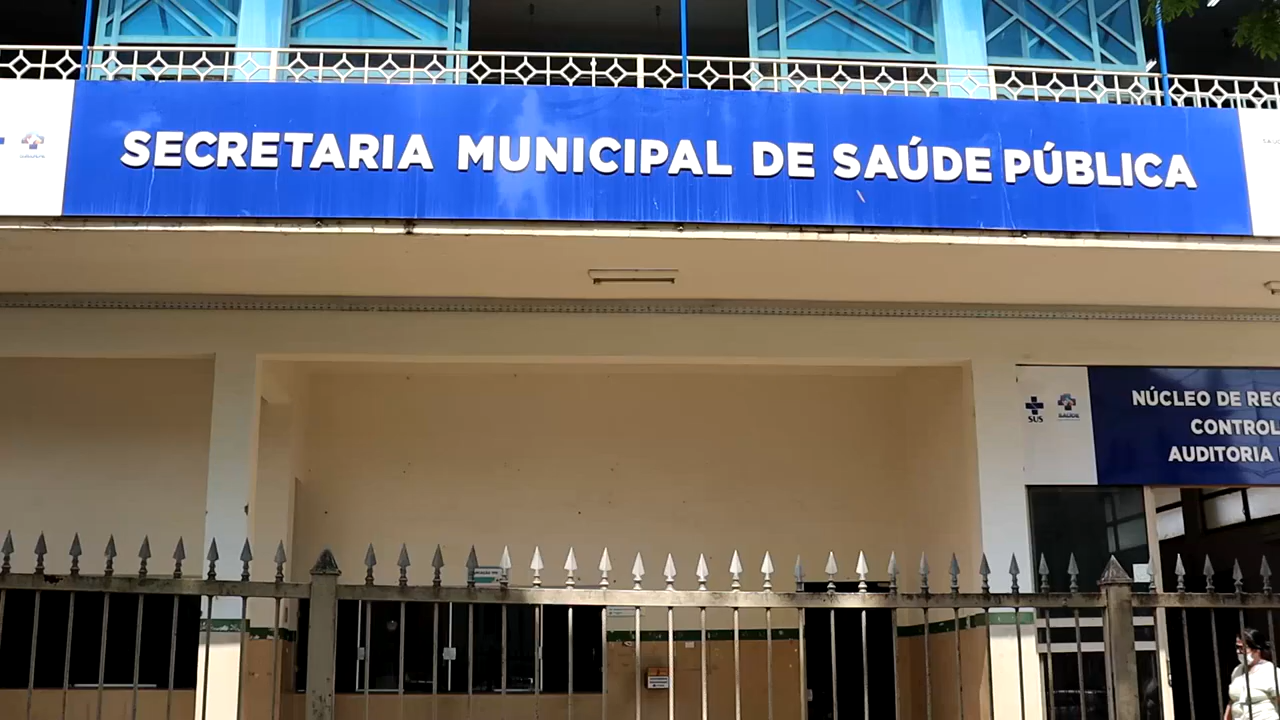 SECRETARIA MUNICIPAL DE SAÚDE PÚBLICA
SUS
SAÚDE
NÚCLEO DE REG
CONTROL
AUDITORIA